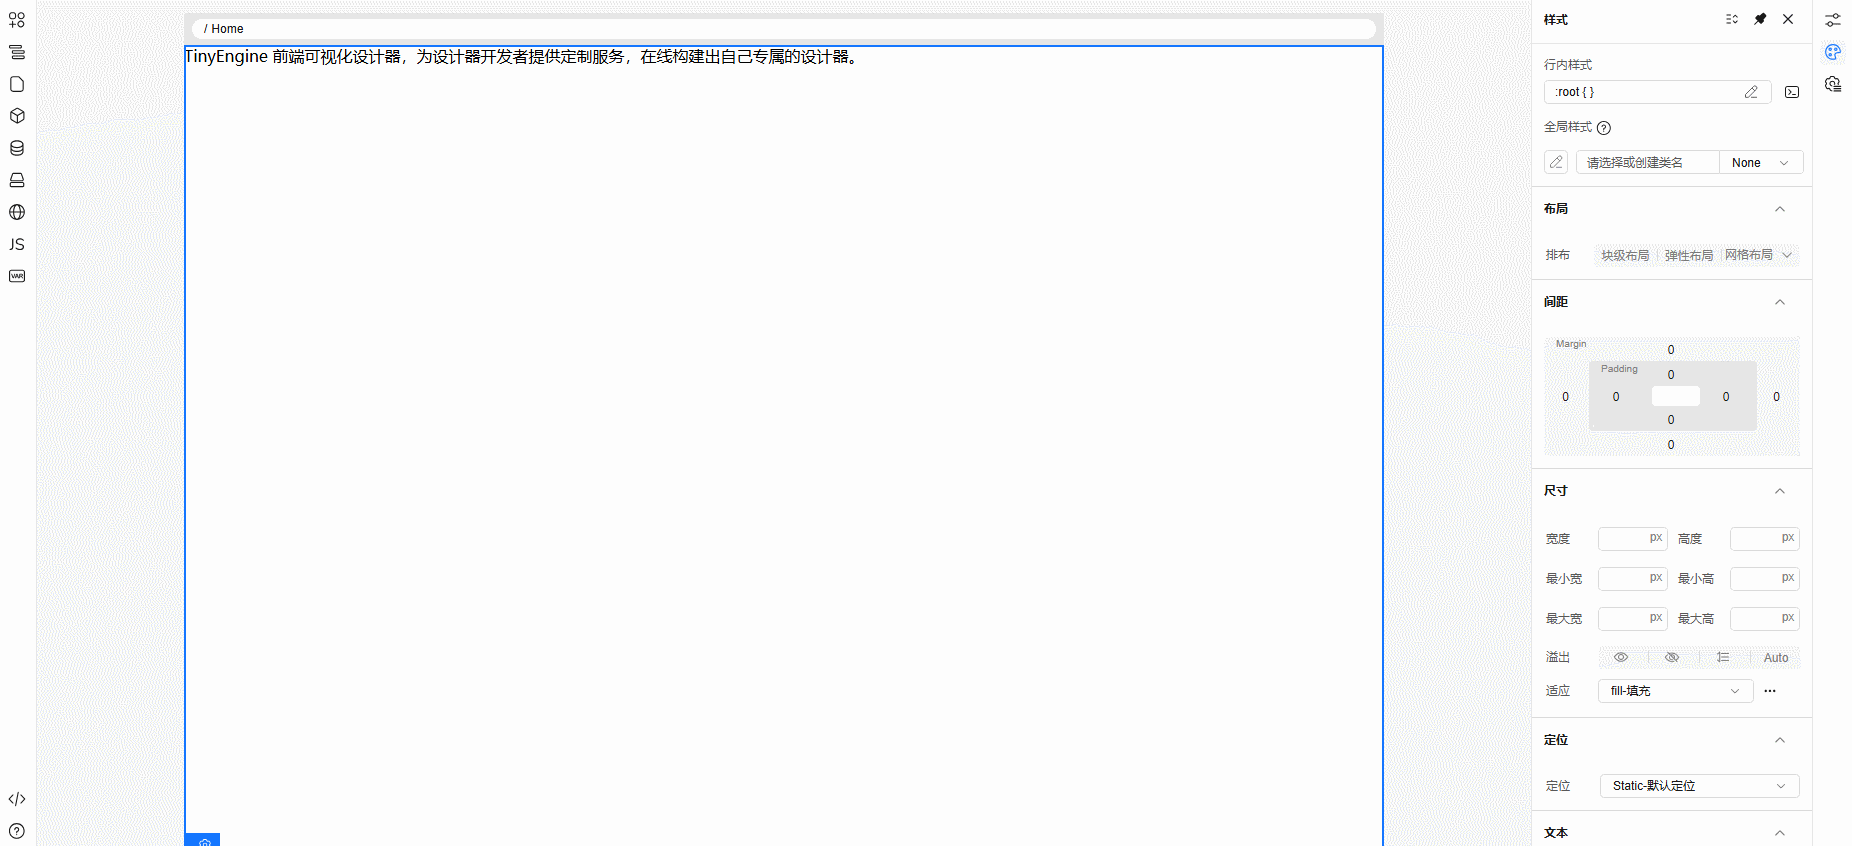 / Home
TinyEngine 前端可视化设计器，为设计器开发者提供定制服务，在线构建出自己专属的设计器。
JS
VAR
样式
行内样式
:root { }
全局样式
请选择或创建类名 None
布局
排布 块级布局 弹性布局 网格布局
间距
Margin
0
Padding
0
0 0 0 0
0
0
尺寸
宽度 px 高度 px
最小宽 px 最小高 px
最大宽 px 最大高 px
溢出 Auto
适应 fill-填充
定位
定位 Static-默认定位
文本